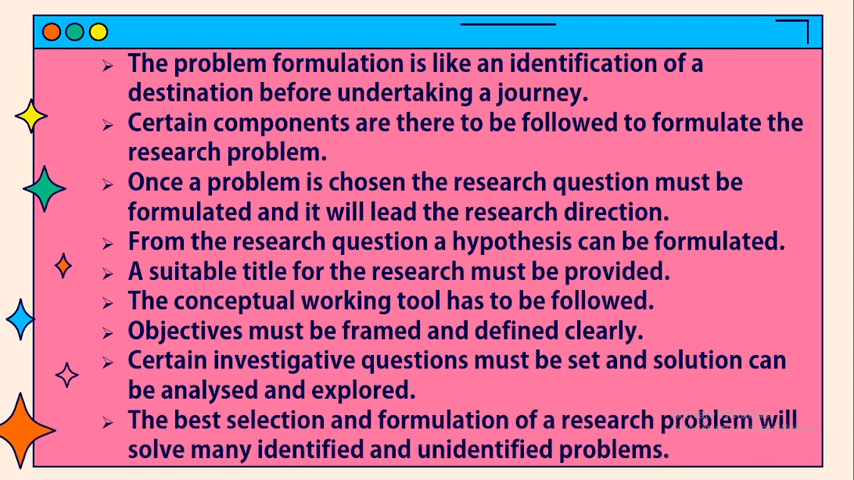 ➢ The problem formulation is like an identification of a
destination before undertaking a journey.
➢ Certain components are there to be followed to formulate the
research problem.
➢ Once a problem is chosen the research question must be
formulated and it will lead the research direction.
➢ From the research question a hypothesis can be formulated.
➢ A suitable title for the research must be provided.
➢ The conceptual working tool has to be followed.
➢ Objectives must be framed and defined clearly.
➢ Certain investigative questions must be set and solution can
be analysed and explored.
➢ The best selection and formulation of a research problem will
solve many identified and unidentified problems.